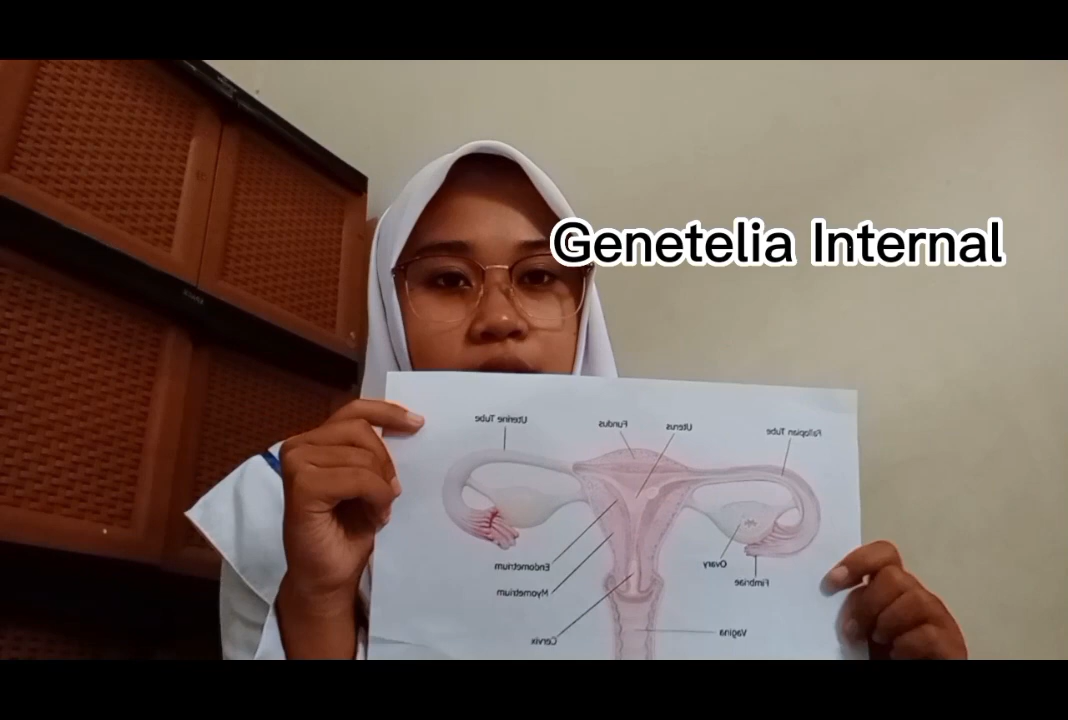 Genetelia Internal
Uterine Tube
Fundus
Uterus
Fallopian Tube
Endometrium
Myometrium
Cervix
Ovary
Fimbriae
Vagina